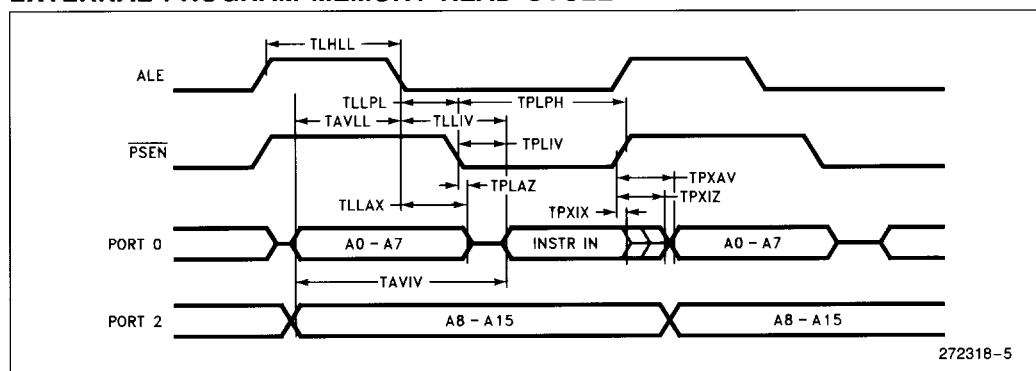 EXTERNAL PROGRAM MEMORY READ CYCLE
TLHLL
ALE
TLLPL
TPLPH
TAVLL
TLLIV
PSEN
TPLIV
TPLAZ
TPXAV
TPXIZ
TLLAX
TPXIX
PORT 0
A0-A7
INSTR IN
A0-A7
TAVIV
PORT 2
A8-A15
A8-A15
272318-5